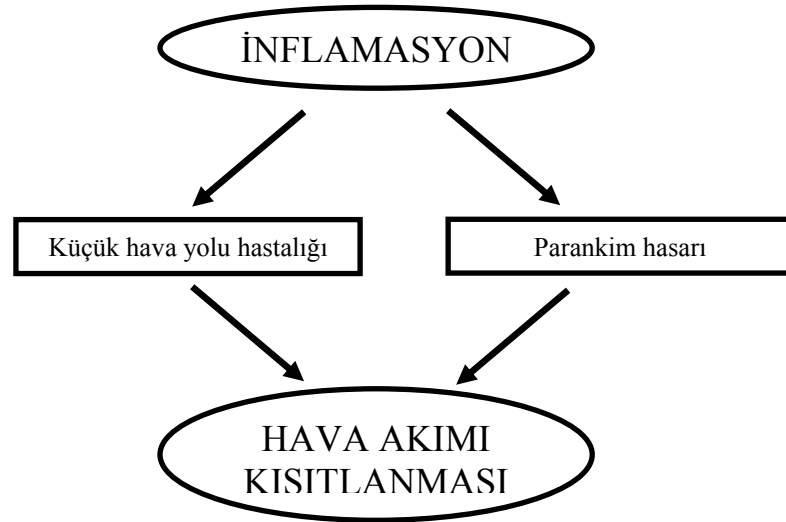 İNFLAMASYON
Küçük hava yolu hastalığı
Parankim hasarı
HAVA AKIMI
KISITLANMASI